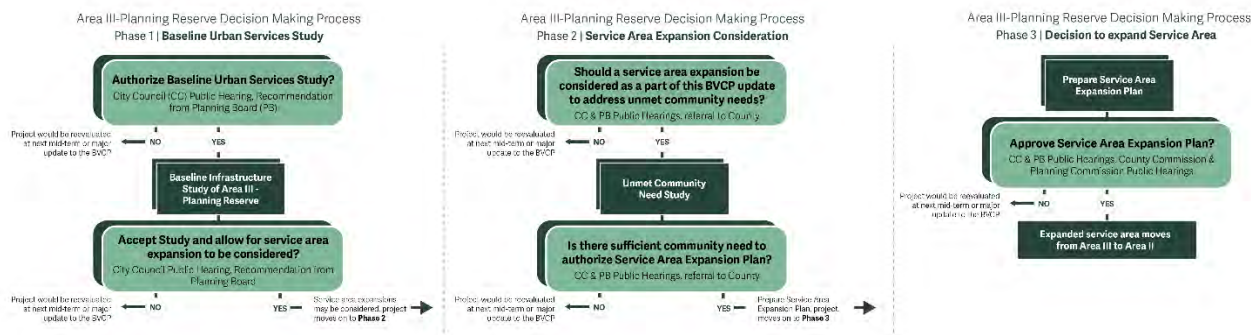 Area III-Planning Reserve Decision Making Process
Phase 1 | Baseline Urban Services Study
Authorize Baseline Urban Services Study?
City Council (CC) Public Hearing, Recommendation
from Planning Board (PB)
Project would be reevaluated
at next mid-term or major
update to the BVCP
NO
YES
Baseline Infrastructure
Study of Area III -
Planning Reserve
Accept Study and allow for service area
expansion to be considered?
City Council Public Hearing, Recommendation from
Planning Board
Project would be reevaluated
at next mid-term or major
update to the BVCP
NO
YES
Service area expansions
may be considered, project
moves on to Phase 2
Area III-Planning Reserve Decision Making Process
Phase 2 | Service Area Expansion Consideration
Should a service area expansion be
considered as a part of this BVCP update
to address unmet community needs?
CC & PB Public Hearings, referral to County
Project would be reevaluated
at next mid-term or major
update to the BVCP
NO
YES
Unmet Community
Need Study
Is there sufficient community need to
authorize Service Area Expansion Plan?
CC & PB Public Hearings, referral to County
Project would be reevaluated
at next mid-term or major
update to the BVCP
NO
YES
Prepare Service Area
Expansion Plan, project
moves on to Phase 3
Area III-Planning Reserve Decision Making Process
Phase 3 | Decision to expand Service Area
Prepare Service Area
Expansion Plan
Approve Service Area Expansion Plan?
CC & PB Public Hearings, County Commission &
Planning Commission Public Hearings
Project would be reevaluated
at next mid-term or major
update to the BVCP
NO
YES
Expanded service area moves
from Area III to Area II